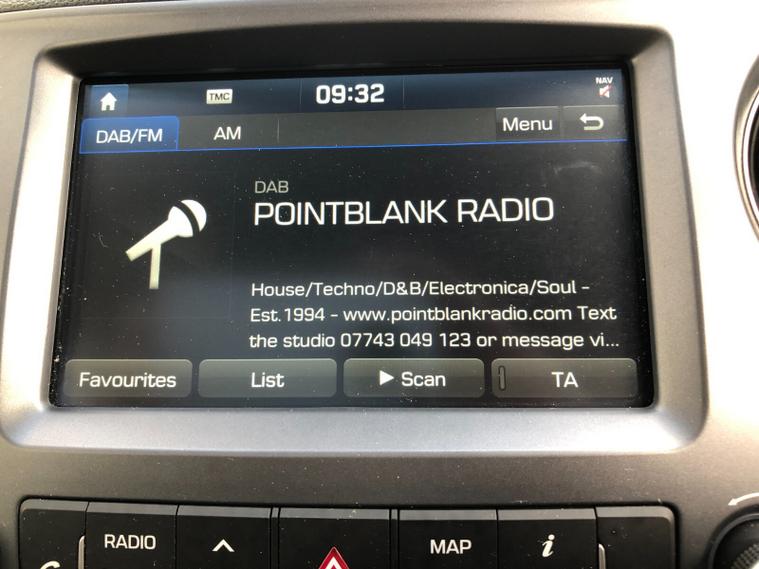 TMC 09:32 NAV
DAB/FM AM Menu
DAB
POINTBLANK RADIO
House/Techno/D&B/Electronica/Soul -
Est.1994 - www.pointblankradio.com Text
the studio 07743 049 123 or message vi...
Favourites List Scan TA
RADIO MAP i